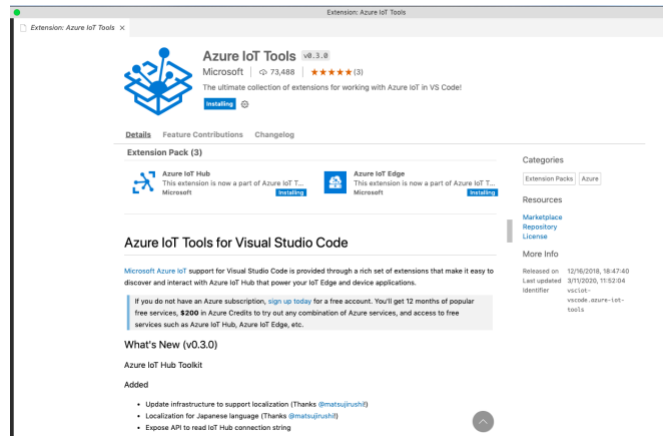 Extension: Azure IoT Tools
Extension: Azure IoT Tools ×
Azure IoT Tools v0.3.0
Microsoft 73,488 ★★★★★(3)
The ultimate collection of extensions for working with Azure IoT in VS Code!
Installing
Details Feature Contributions Changelog
Extension Pack (3)
Azure IoT Hub
This extension is now a part of Azure IoT T...
Microsoft Installing
Azure IoT Edge
This extension is now a part of Azure IoT T...
Microsoft Installing
Azure IoT Tools for Visual Studio Code
Microsoft Azure IoT support for Visual Studio Code is provided through a rich set of extensions that make it easy to
discover and interact with Azure IoT Hub that power your IoT Edge and device applications.
If you do not have an Azure subscription, sign up today for a free account. You'll get 12 months of popular
free services, $200 in Azure Credits to try out any combination of Azure services, and access to free
services such as Azure IoT Hub, Azure IoT Edge, etc.
What's New (v0.3.0)
Azure IoT Hub Toolkit
Added
• Update infrastructure to support localization (Thanks @matsujirushi!)
• Localization for Japanese language (Thanks @matsujirushi!)
• Expose API to read IoT Hub connection string
Categories
Extension Packs Azure
Resources
Marketplace
Repository
License
More Info
Released on 12/16/2018, 18:47:40
Last updated 3/11/2020, 11:52:04
Identifier vsciot-
vscode.azure-iot-
tools